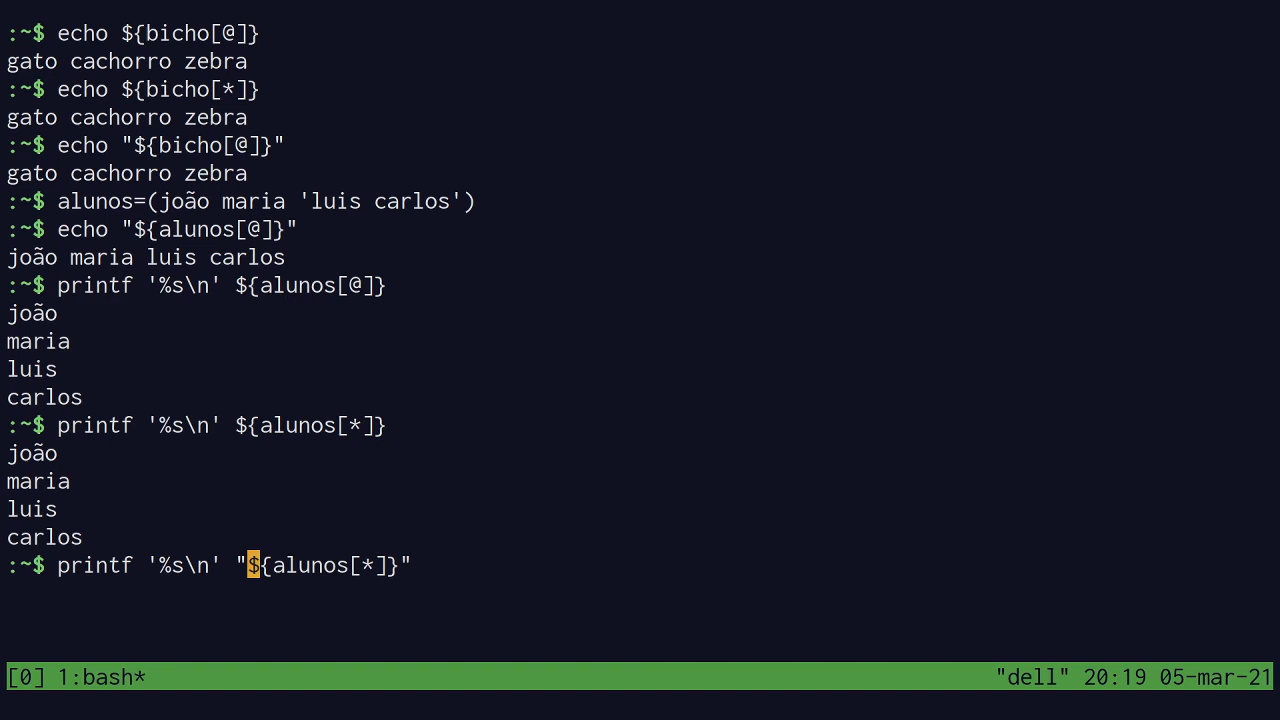 :~$ echo ${bicho[@]}
gato cachorro zebra
:~$ echo ${bicho[*]}
gato cachorro zebra
:~$ echo "${bicho[@]}"
gato cachorro zebra
:~$ alunos=(joão maria 'luis carlos')
:~$ echo "${alunos[@]}"
joão maria luis carlos
:~$ printf '%s\n' ${alunos[@]}
joão
maria
luis
carlos
:~$ printf '%s\n' ${alunos[*]}
joão
maria
luis
carlos
:~$ printf '%s\n' "${alunos[*]}"
[0] 1:bash* "dell" 20:19 05-mar-21